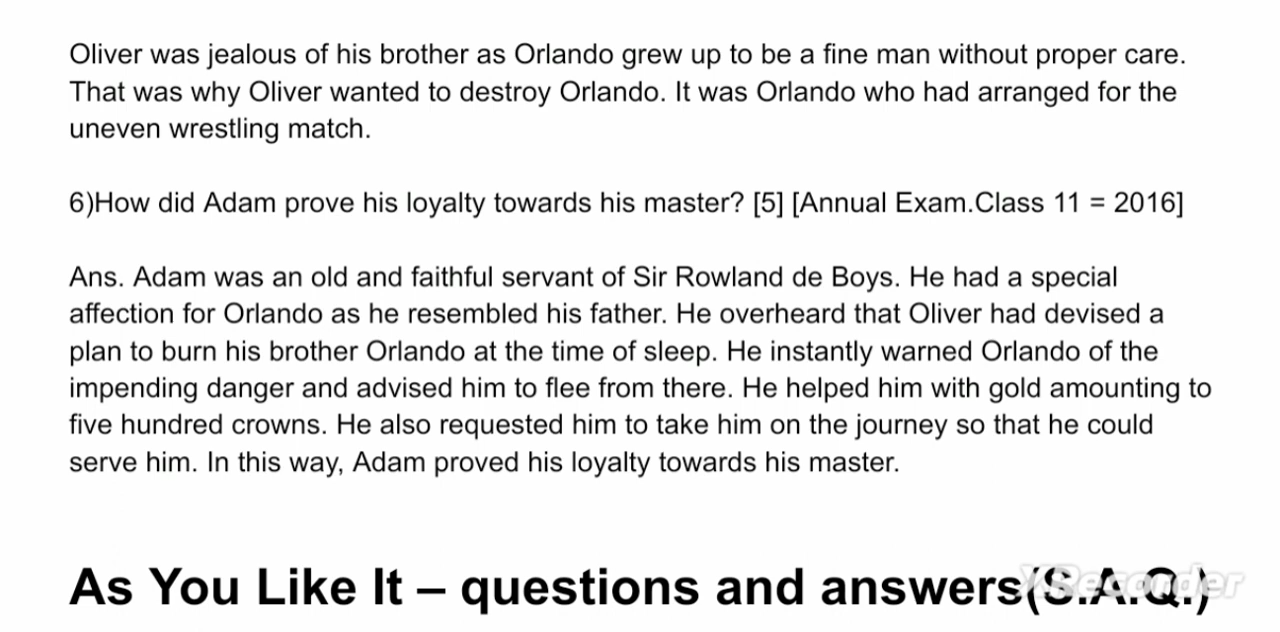 Oliver was jealous of his brother as Orlando grew up to be a fine man without proper care.
That was why Oliver wanted to destroy Orlando. It was Orlando who had arranged for the
uneven wrestling match.
6)How did Adam prove his loyalty towards his master? [5] [Annual Exam.Class 11 = 2016]
Ans. Adam was an old and faithful servant of Sir Rowland de Boys. He had a special
affection for Orlando as he resembled his father. He overheard that Oliver had devised a
plan to burn his brother Orlando at the time of sleep. He instantly warned Orlando of the
impending danger and advised him to flee from there. He helped him with gold amounting to
five hundred crowns. He also requested him to take him on the journey so that he could
serve him. In this way, Adam proved his loyalty towards his master.
As You Like It – questions and answers(S.A.Q.)
XRecorder